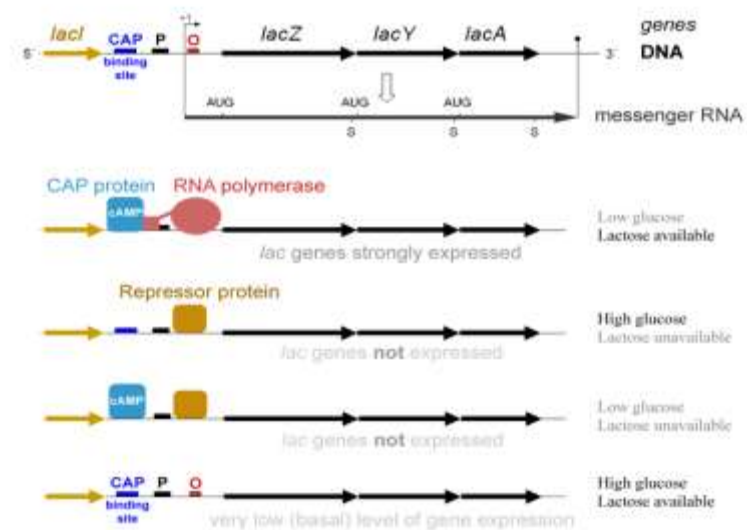 +1
lacI CAP P O lacZ lacY lacA genes
5´ 3´ DNA
binding
site
AUG AUG AUG
messenger RNA
S S S
CAP protein RNA polymerase
cAMP
Low glucose
Lactose available
lac genes strongly expressed
Repressor protein
High glucose
Lactose unavailable
lac genes not expressed
cAMP
Low glucose
Lactose unavailable
lac genes not expressed
CAP P O
High glucose
Lactose available
binding
site
very low (basal) level of gene expression